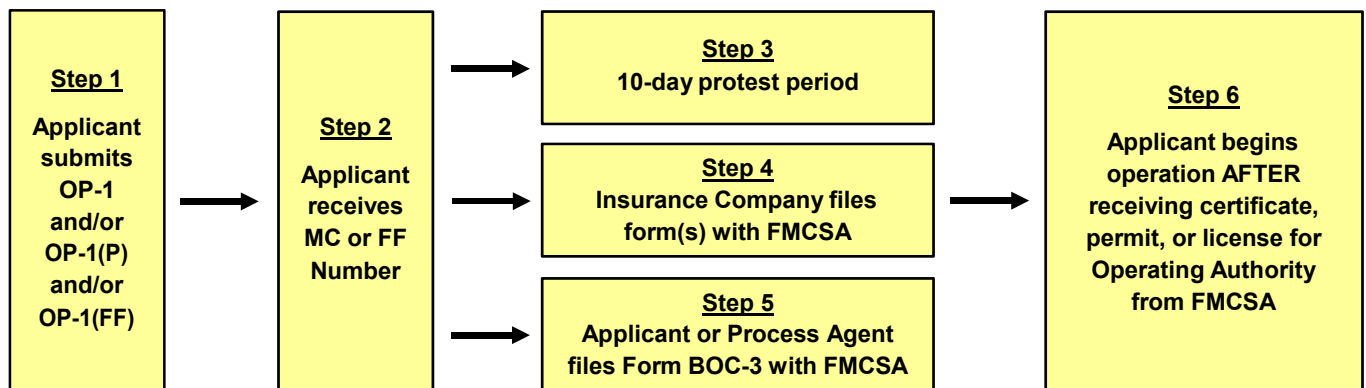 Step 1
Applicant
submits
OP-1
and/or
OP-1(P)
and/or
OP-1(FF)
Step 2
Applicant
receives
MC or FF
Number
Step 3
10-day protest period
Step 4
Insurance Company files
form(s) with FMCSA
Step 5
Applicant or Process Agent
files Form BOC-3 with FMCSA
Step 6
Applicant begins
operation AFTER
receiving certificate,
permit, or license for
Operating Authority
from FMCSA